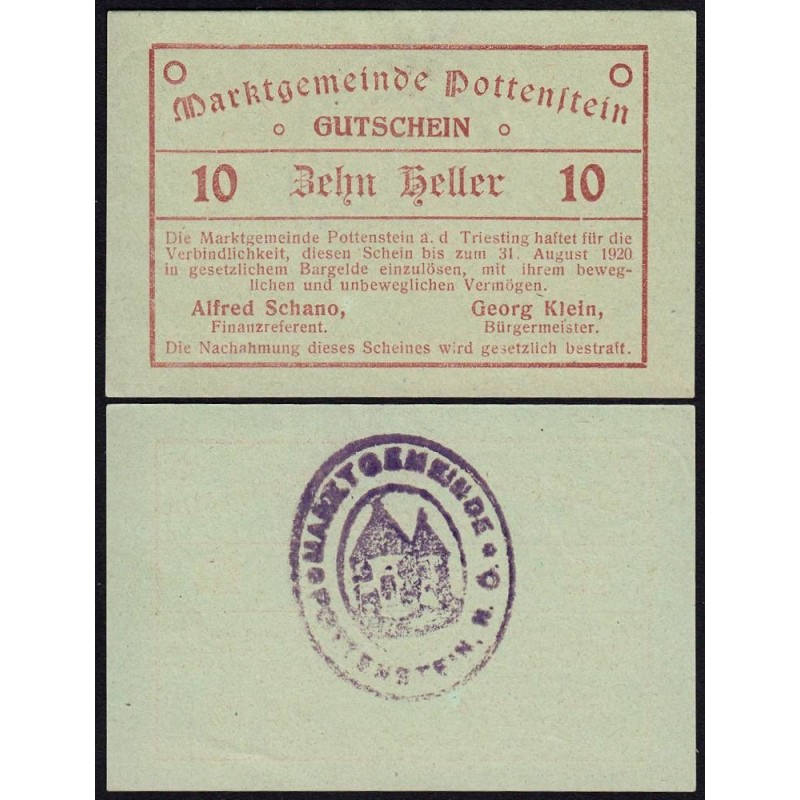 Marktgemeinde Pottenstein
GUTSCHEIN
10 Zehn Heller 10
Die Marktgemeinde Pottenstein a. d Triesting haftet für die
Verbindlichkeit, diesen Schein bis zum 31. August 1920
in gesetzlichem Bargelde einzulösen, mit ihrem beweg-
lichen und unbeweglichen Vermögen.
Alfred Schano, Georg Klein,
Finanzreferent. Bürgermeister.
Die Nachahmung dieses Scheines wird gesetzlich bestraft.
MARKTGEMEINDE
POTTENSTEIN, N. Ö.